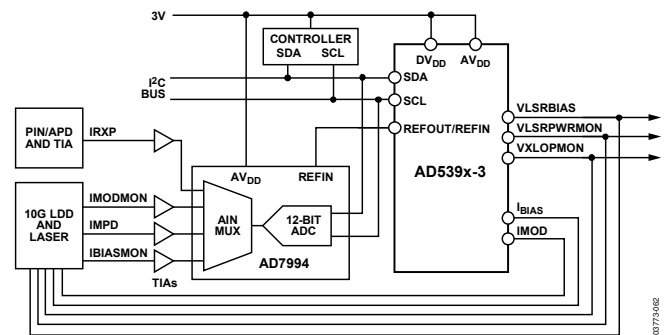 3V
CONTROLLER
SDA SCL
DVDD AVDD
I2C
BUS
SDA
SCL
REFOUT/REFIN
AD539x-3
VLSRBIAS
VLSRPWRMON
VXLOPMON
IBIAS
IMOD
PIN/APD
AND TIA
IRXP
AVDD REFIN
10G LDD
AND
LASER
IMODMON
IMPD
IBIASMON
TIAs
AIN
MUX
12-BIT
ADC
AD7994
03773-062